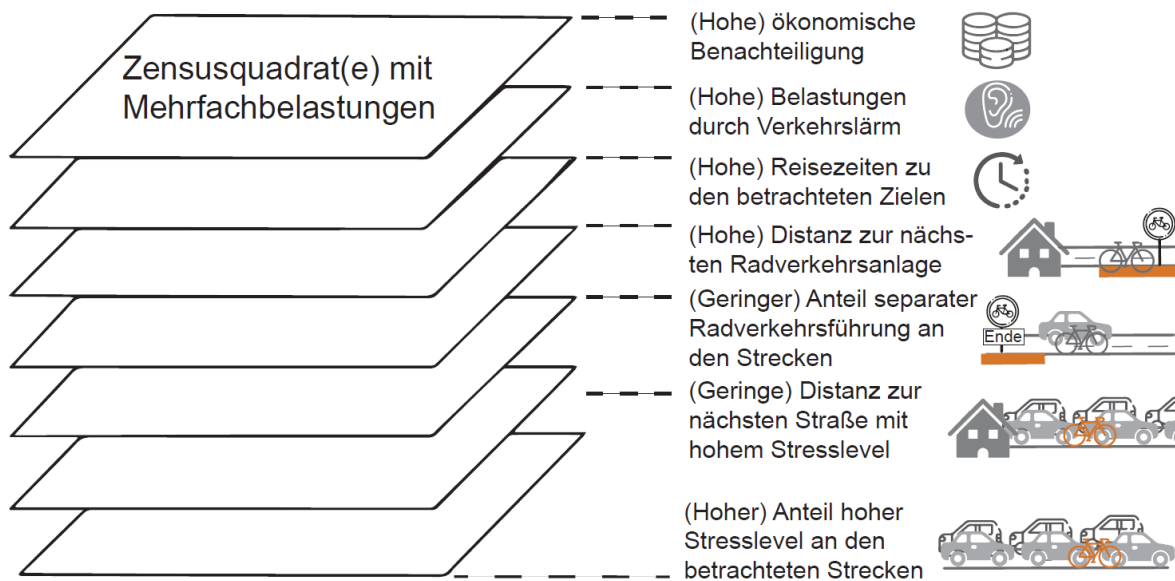 Zensusquadrat(e) mit
Mehrfachbelastungen
(Hohe) ökonomische
Benachteiligung
(Hohe) Belastungen
durch Verkehrslärm
(Hohe) Reisezeiten zu
den betrachteten Zielen
(Hohe) Distanz zur nächs-
ten Radverkehrsanlage
(Geringer) Anteil separater
Radverkehrsführung an
den Strecken
Ende
(Geringe) Distanz zur
nächsten Straße mit
hohem Stresslevel
(Hoher) Anteil hoher
Stresslevel an den
betrachteten Strecken